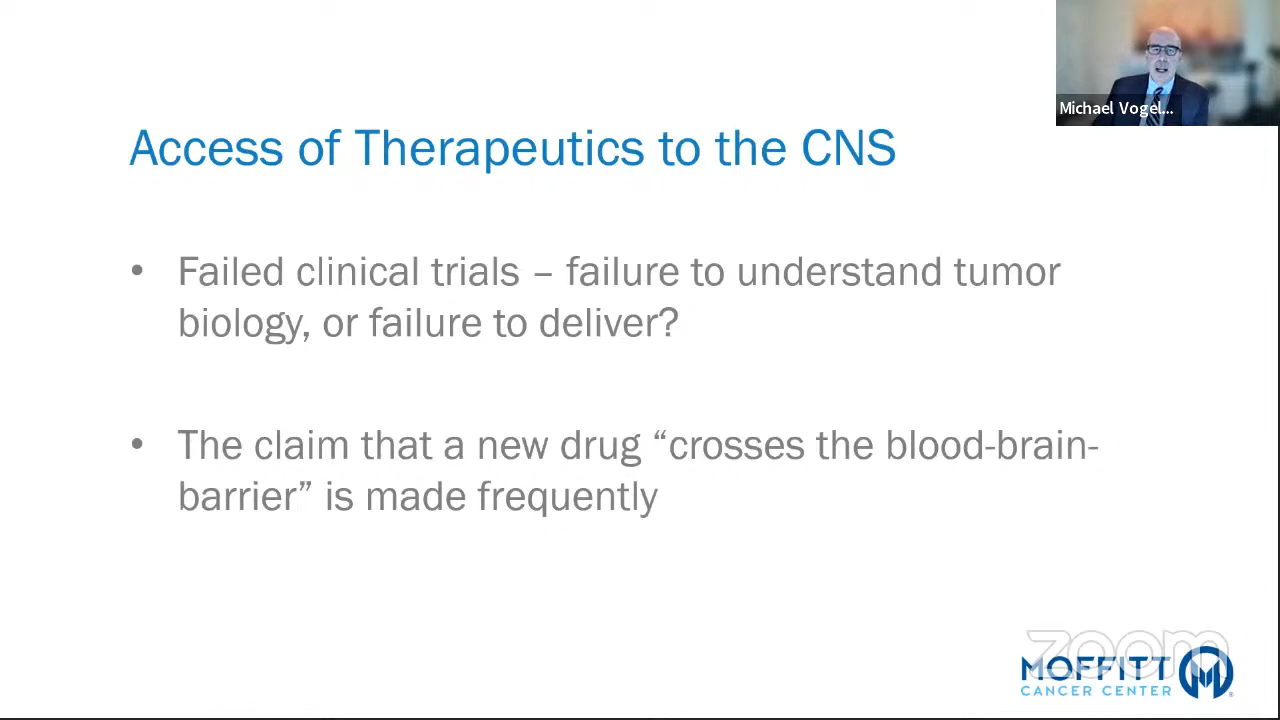 Michael Vogel...
Access of Therapeutics to the CNS
• Failed clinical trials – failure to understand tumor
biology, or failure to deliver?
• The claim that a new drug “crosses the blood-brain-
barrier” is made frequently
zoom
MOFFITT
CANCER CENTER
®